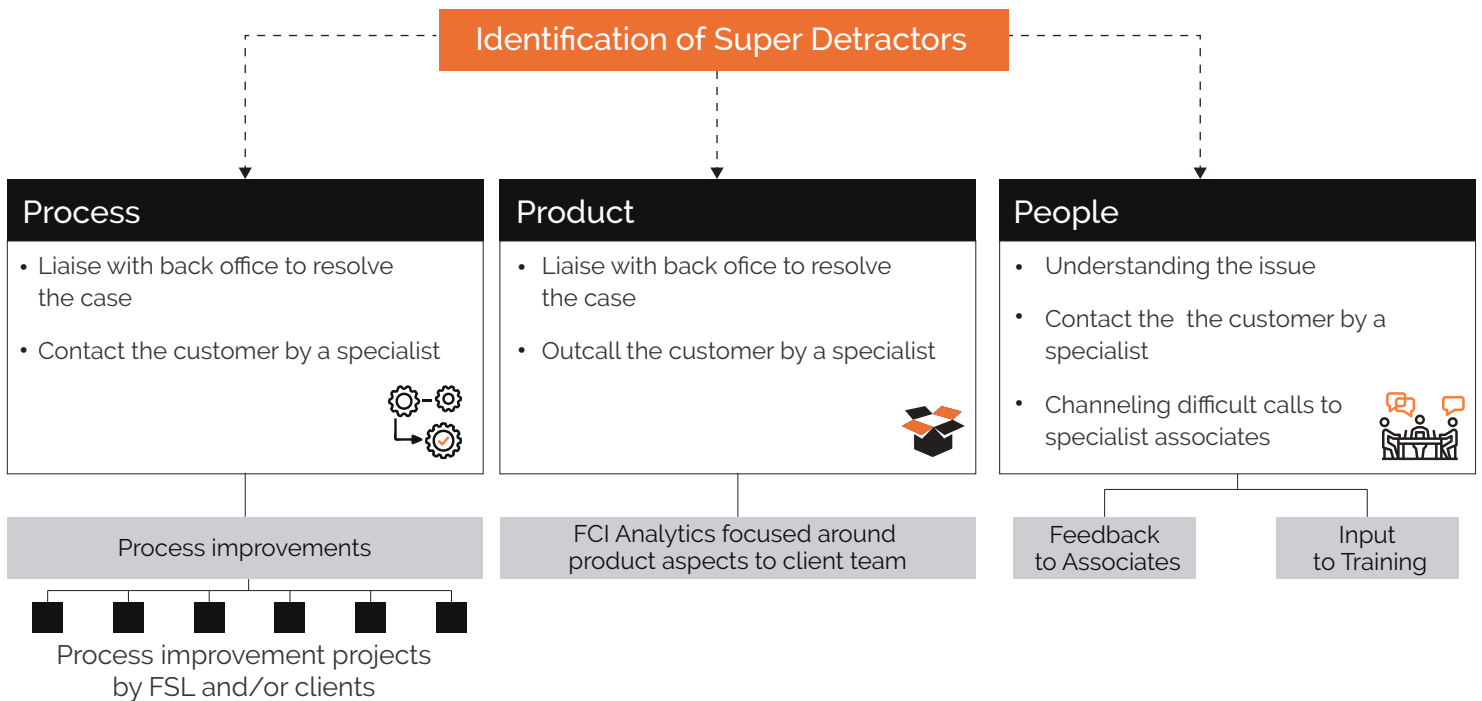 Identification of Super Detractors
Process
• Liaise with back office to resolve
the case
• Contact the customer by a specialist
Process improvements
Process improvement projects
by FSL and/or clients
Product
• Liaise with back ofice to resolve
the case
• Outcall the customer by a specialist
FCI Analytics focused around
product aspects to client team
People
• Understanding the issue
• Contact the the customer by a
specialist
• Channeling difficult calls to
specialist associates
Feedback
to Associates
Input
to Training